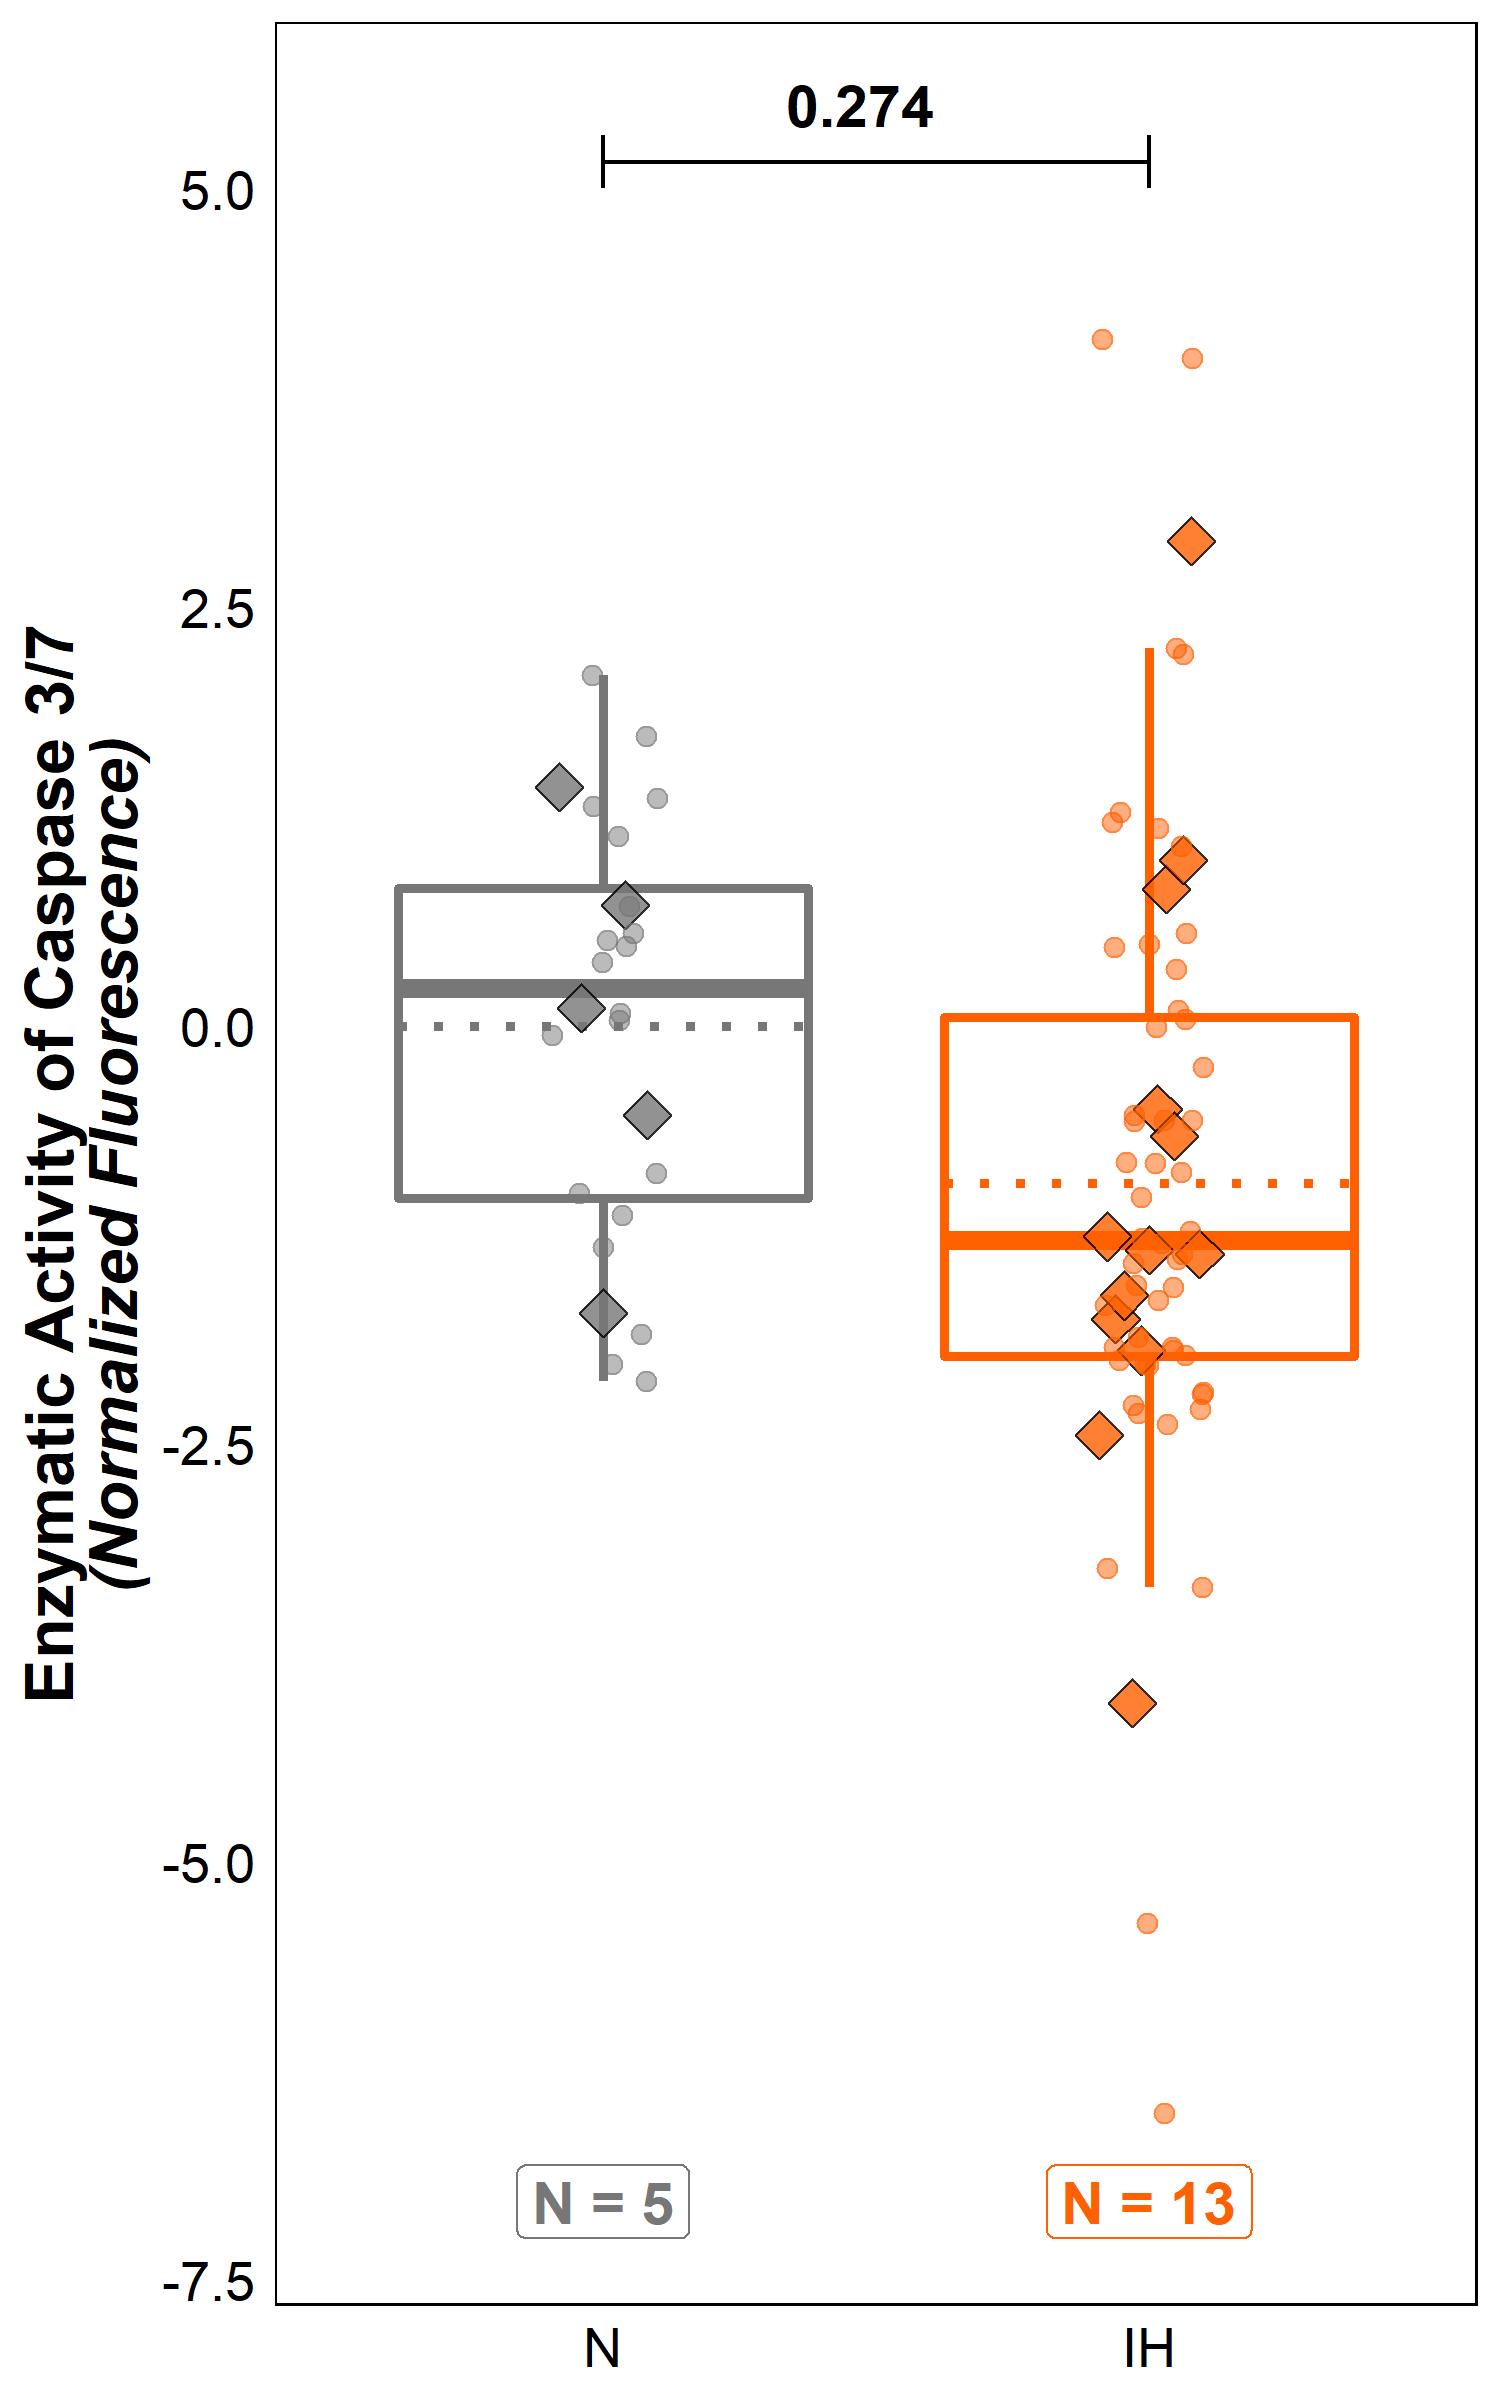 Enzymatic Activity of Caspase 3/7
(Normalized Fluorescence)
0.274
5.0
2.5
0.0
-2.5
-5.0
-7.5
N = 5
N = 13
N
IH